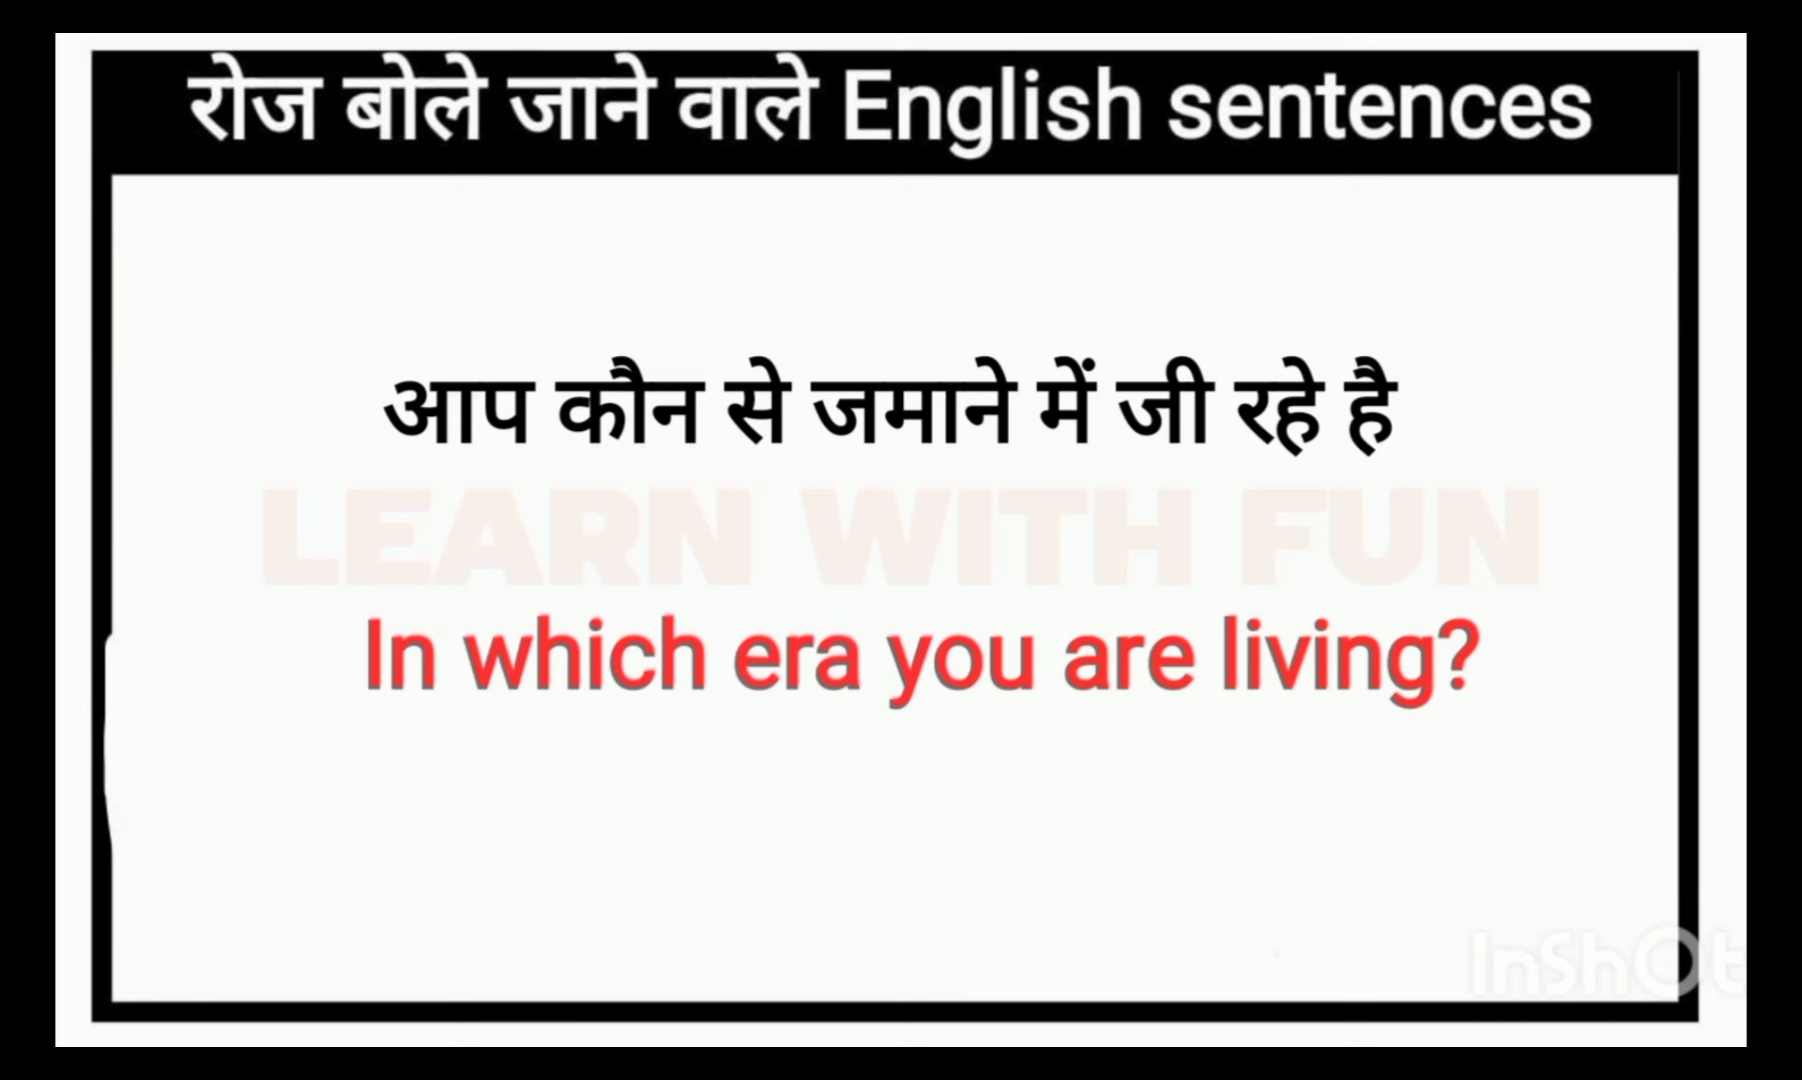 रोज बोले जाने वाले English sentences
आप कौन से जमाने में जी रहे है
LEARN WITH FUN
In which era you are living?
InShOt